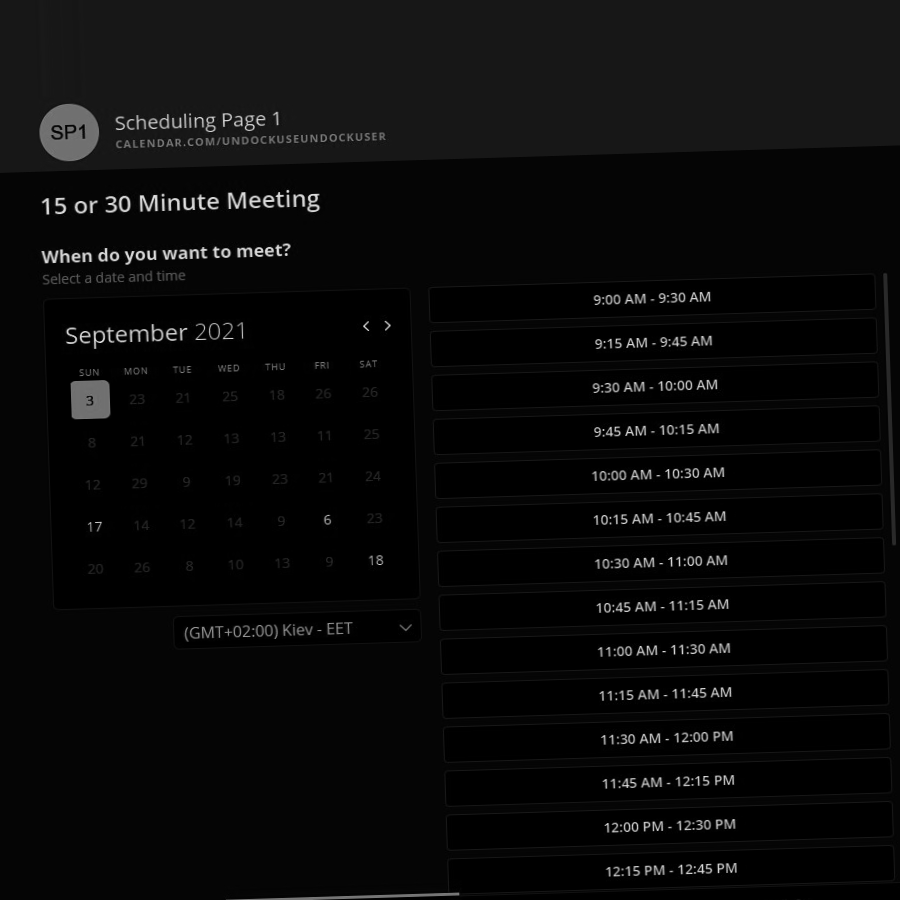 SP1
Scheduling Page 1
CALENDAR.COM/UNDOCKUSEUNDOCKUSER
15 or 30 Minute Meeting
When do you want to meet?
Select a date and time
September 2021
SUN MON TUE WED THU FRI SAT
3 23 21 25 18 26 26
8 21 12 13 13 11 25
12 29 9 19 23 21 24
17 14 12 14 9 6 23
20 26 8 10 13 9 18
(GMT+02:00) Kiev - EET
9:00 AM - 9:30 AM
9:15 AM - 9:45 AM
9:30 AM - 10:00 AM
9:45 AM - 10:15 AM
10:00 AM - 10:30 AM
10:15 AM - 10:45 AM
10:30 AM - 11:00 AM
10:45 AM - 11:15 AM
11:00 AM - 11:30 AM
11:15 AM - 11:45 AM
11:30 AM - 12:00 PM
11:45 AM - 12:15 PM
12:00 PM - 12:30 PM
12:15 PM - 12:45 PM